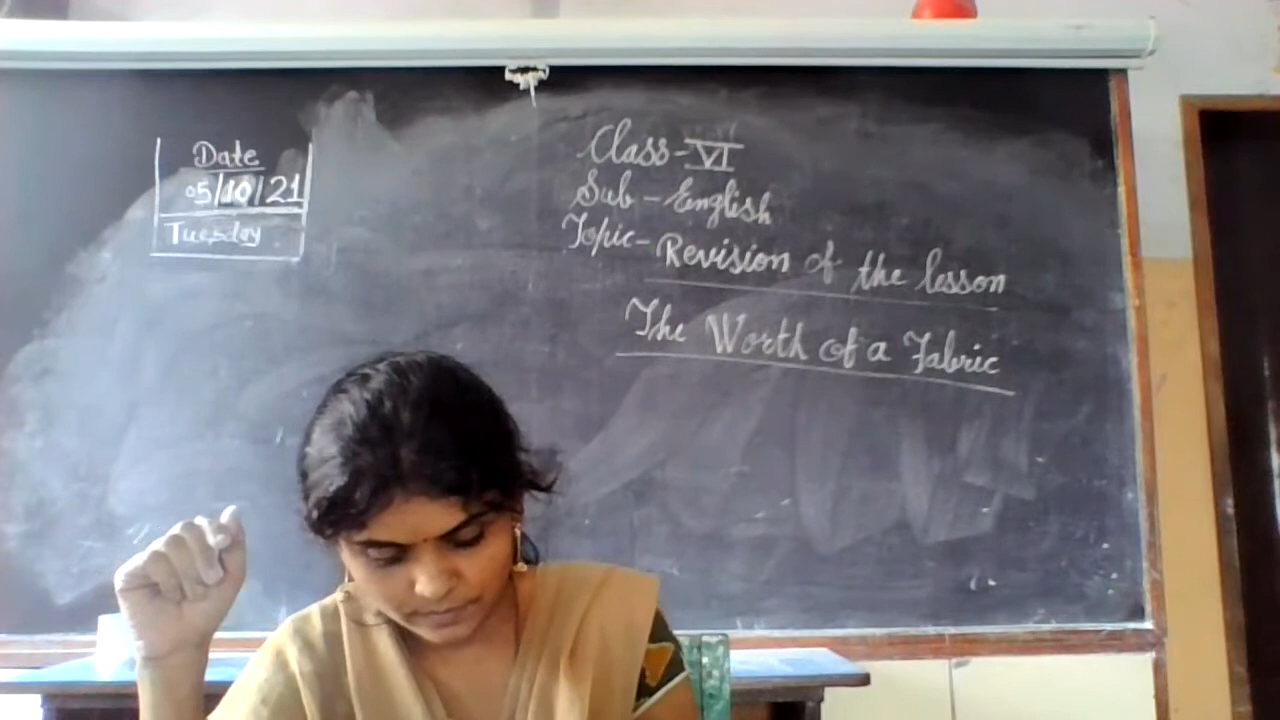 Date
05/10/21
Tuesday
Class-VI
Sub-English
Topic-Revision of the lesson
The Worth of a Fabric